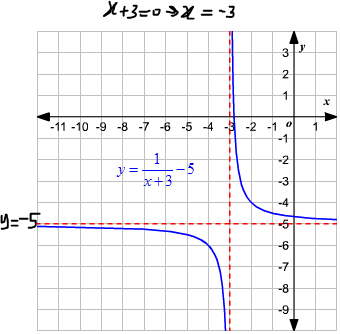 x+3=0→x=-3
3
y
2
1
x
-11 -10 -9 -8 -7 -6 -5 -4 -3 -2 -1 o 1
-1
-2
y = 1/(x+3) - 5
-3
-4
y=-5
-5
-6
-7
-8
-9